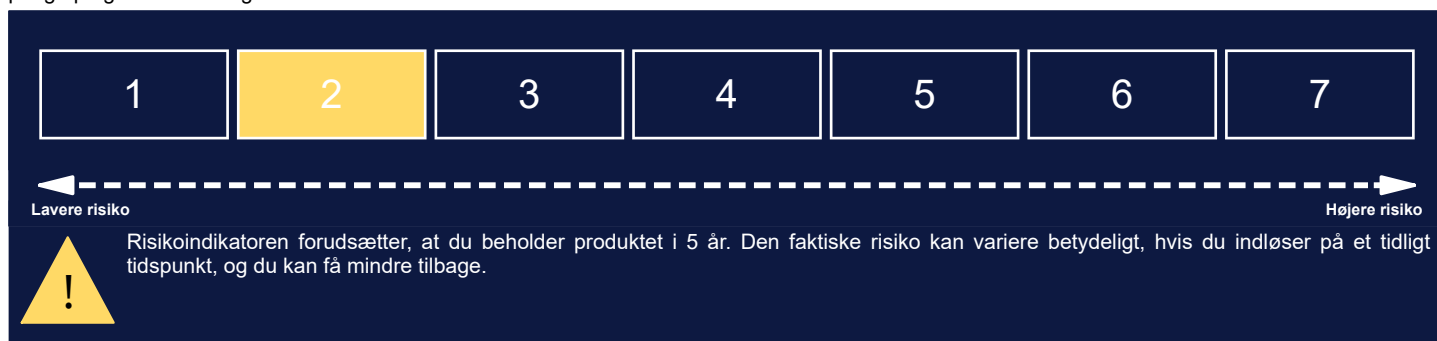 1 2 3 4 5 6 7
Lavere risiko Højere risiko
Risikoindikatoren forudsætter, at du beholder produktet i 5 år. Den faktiske risiko kan variere betydeligt, hvis du indløser på et tidligt
tidspunkt, og du kan få mindre tilbage.
!